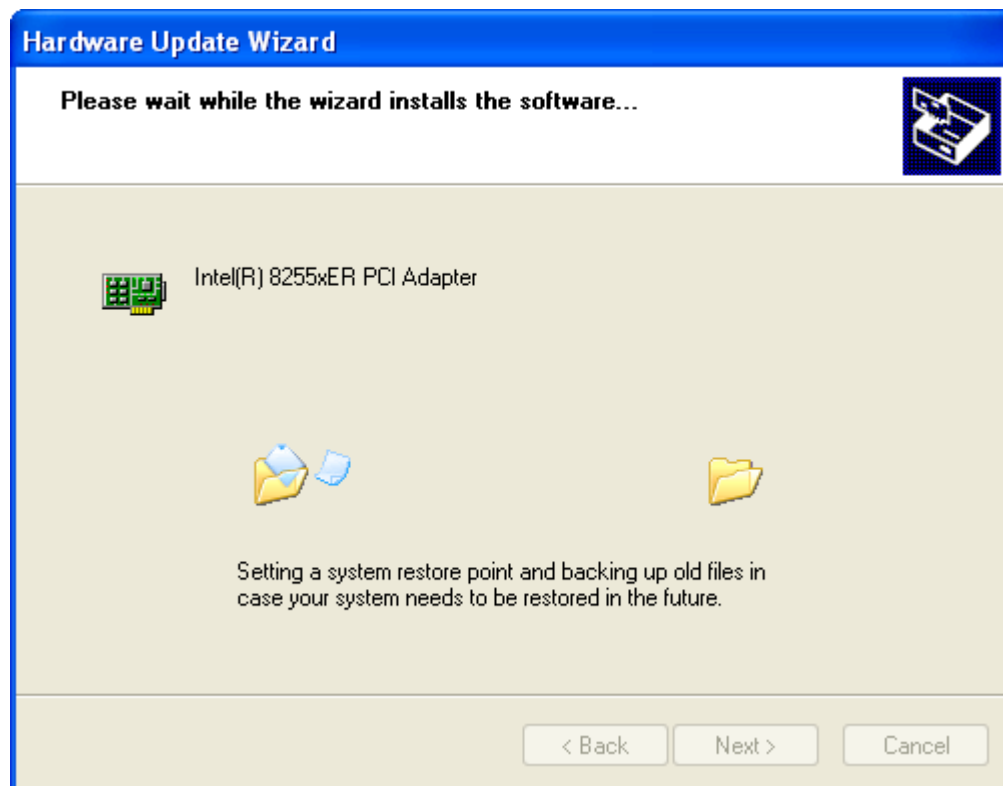 Hardware Update Wizard
Please wait while the wizard installs the software...
Intel(R) 8255xER PCI Adapter
Setting a system restore point and backing up old files in
case your system needs to be restored in the future.
< Back Next > Cancel